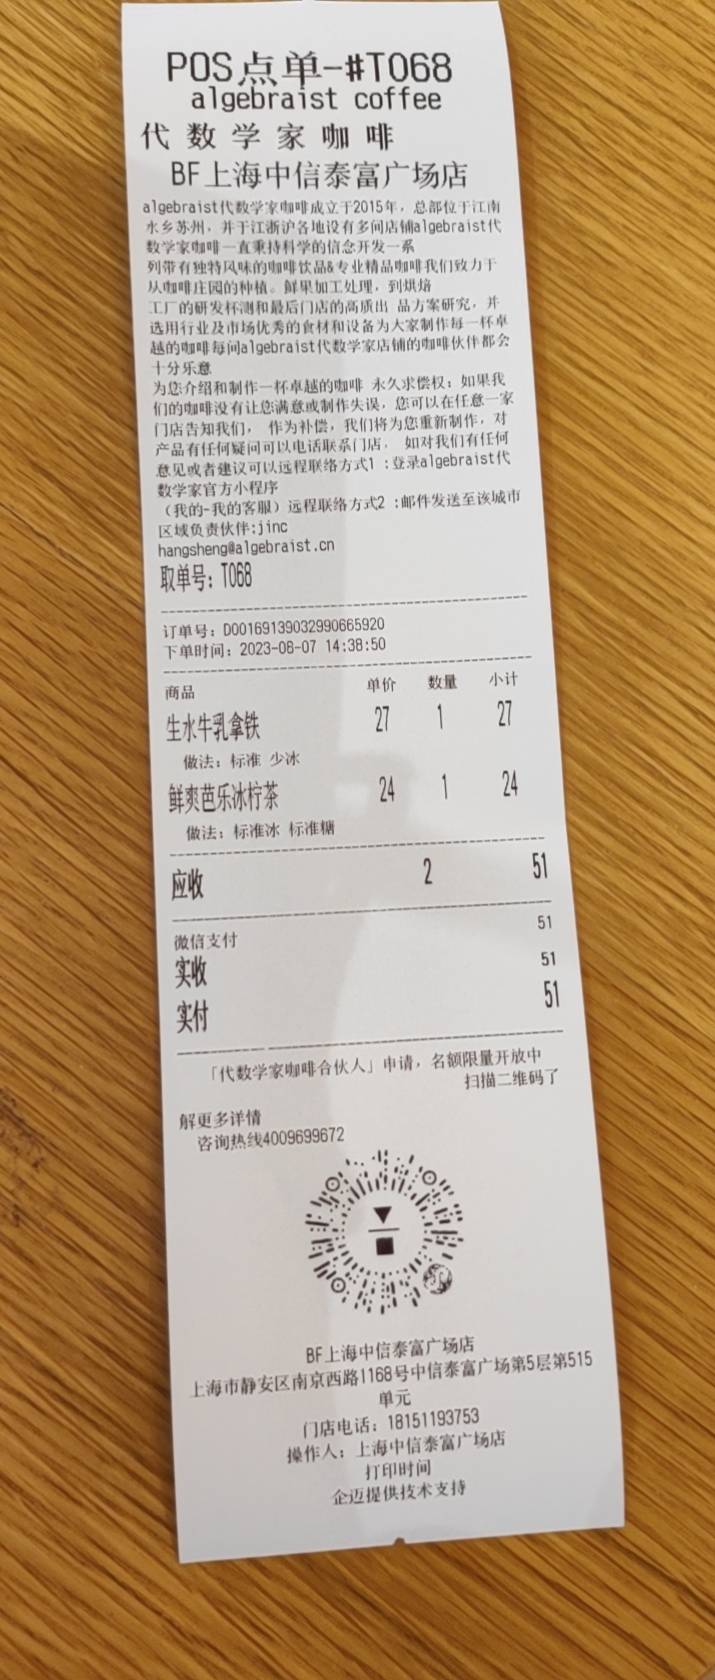 POS点单-#T068
algebraist coffee
代数学家咖啡
BF上海中信泰富广场店
algebraist代数学家咖啡成立于2015年，总部位于江南
水乡苏州，并于江浙沪各地设有多间店铺algebraist代
数学家咖啡一直秉持科学的信念开发一系
列带有独特风味的咖啡饮品&专业精品咖啡我们致力于
从咖啡庄园的种植。鲜果加工处理，到烘焙
工厂的研发杯测和最后门店的高质出 品方案研究，并
选用行业及市场优秀的食材和设备为大家制作每一杯卓
越的咖啡每间algebraist代数学家店铺的咖啡伙伴都会
十分乐意
为您介绍和制作一杯卓越的咖啡 永久求偿权：如果我
们的咖啡没有让您满意或制作失误，您可以在任意一家
门店告知我们， 作为补偿，我们将为您重新制作，对
产品有任何疑问可以电话联系门店． 如对我们有任何
意见或者建议可以远程联络方式1 :登录algebraist代
数学家官方小程序
（我的-我的客服）远程联络方式2 :邮件发送至该城市
区域负责伙伴:jinc
hangsheng@algebraist.cn
取单号：T068
订单号：D00169139032990665920
下单时间：2023-08-07 14:38:50
商品 单价 数量 小计
生水牛乳拿铁 27 1 27
做法：标准 少冰
鲜爽芭乐冰柠茶 24 1 24
做法：标准冰 标准糖
应收 2 51
微信支付 51
实收 51
实付 51
「代数学家咖啡合伙人」申请，名额限量开放中
扫描二维码了
解更多详情
咨询热线4009699672
BF上海中信泰富广场店
上海市静安区南京西路1168号中信泰富广场第5层第515
单元
门店电话：18151193753
操作人：上海中信泰富广场店
打印时间
企迈提供技术支持